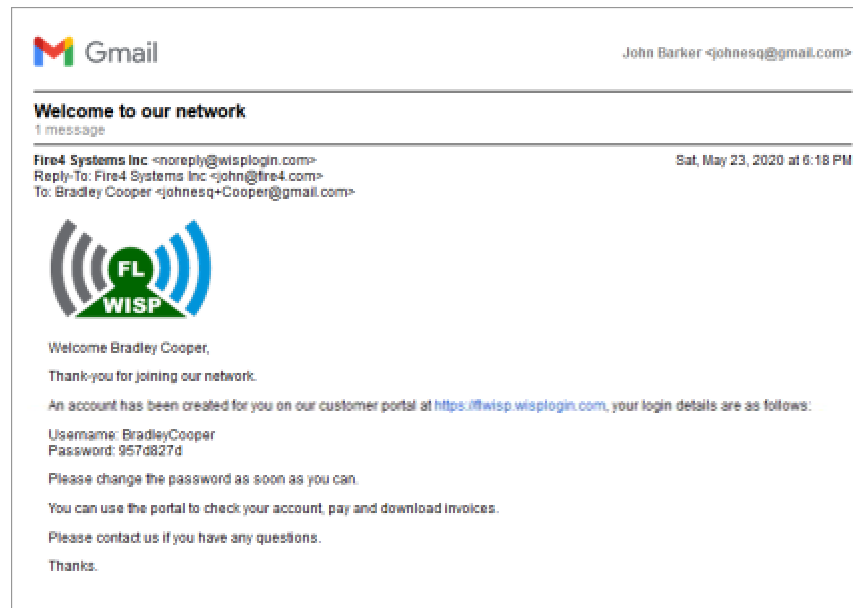 Gmail
John Barker <johnesq@gmail.com>
Welcome to our network
1 message
Fire4 Systems Inc <noreply@wisplogin.com>
Sat, May 23, 2020 at 6:18 PM
Reply-To: Fire4 Systems Inc <john@fire4.com>
To: Bradley Cooper <johnesq+Cooper@gmail.com>
FL
WISP
Welcome Bradley Cooper,
Thank-you for joining our network.
An account has been created for you on our customer portal at https://flwisp.wisplogin.com, your login details are as follows:
Username: BradleyCooper
Password: 957d827d
Please change the password as soon as you can.
You can use the portal to check your account, pay and download invoices.
Please contact us if you have any questions.
Thanks.